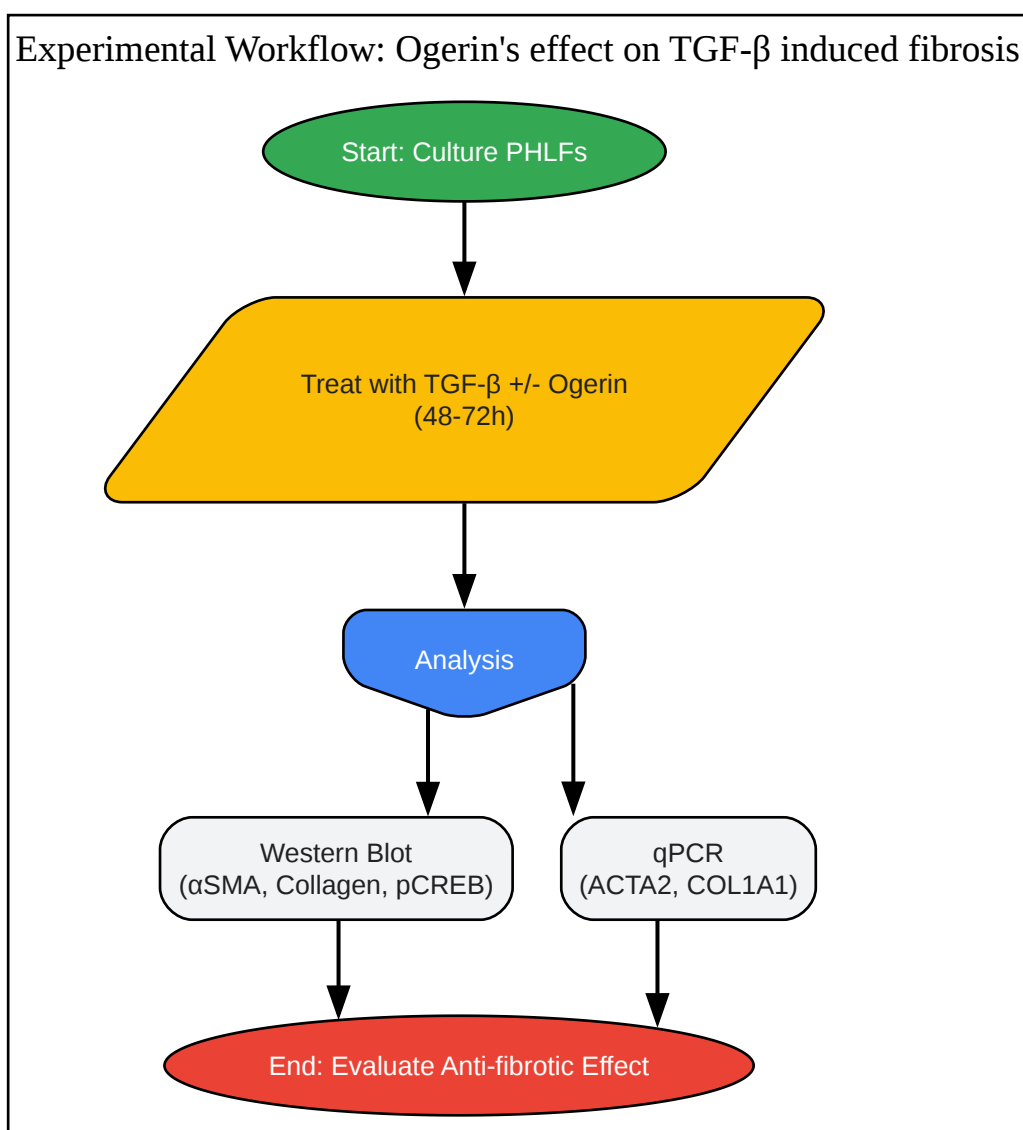 Experimental Workflow: Ogerin's effect on TGF-β induced fibrosis
Start: Culture PHLFs
Treat with TGF-β +/- Ogerin
(48-72h)
Analysis
Western Blot
(αSMA, Collagen, pCREB)
qPCR
(ACTA2, COL1A1)
End: Evaluate Anti-fibrotic Effect